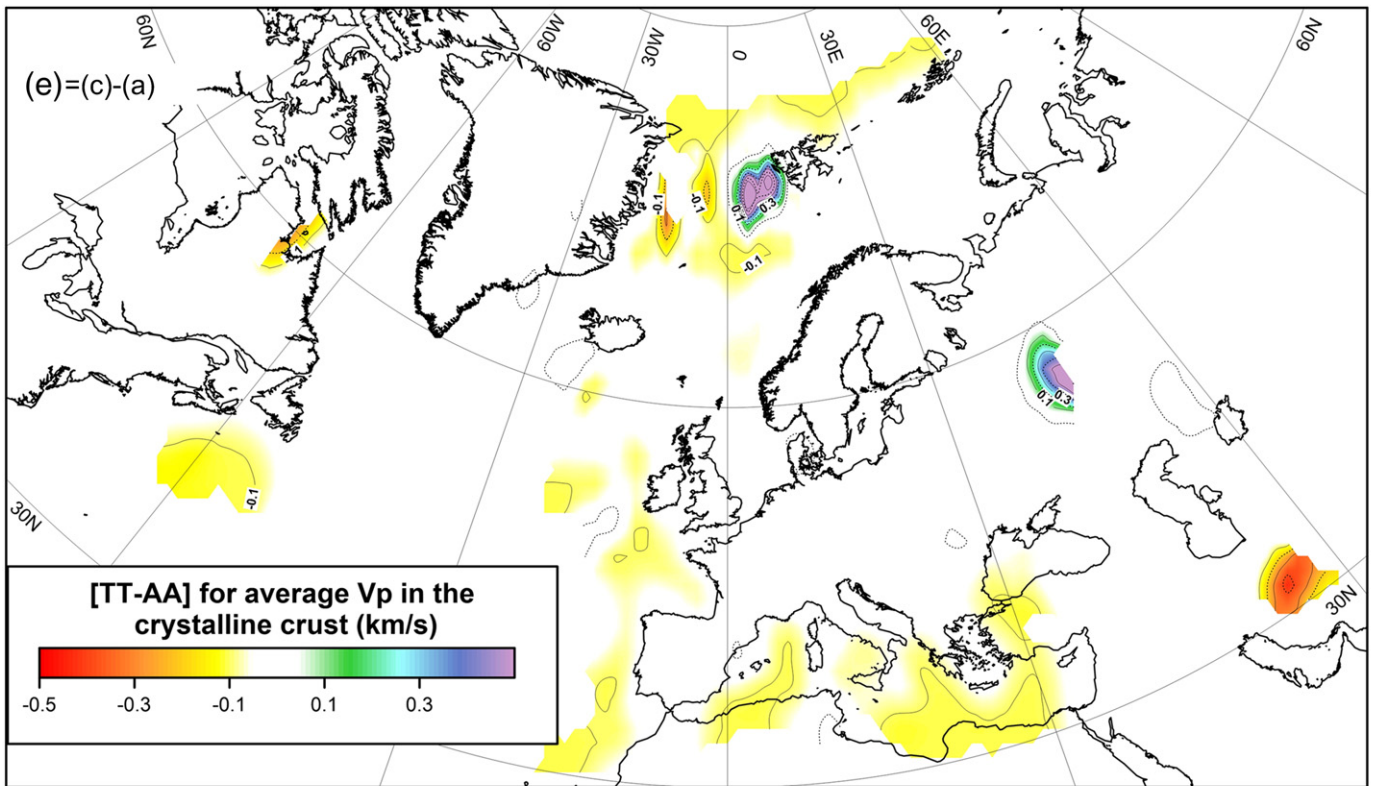 60N
60W
30W
0
30E
60E
60N
(e)=(c)-(a)
-0.1
-0.1
0.1
0.3
-0.1
0.1
0.3
-0.1
30N
30N
[TT-AA] for average Vp in the
crystalline crust (km/s)
-0.5 -0.3 -0.1 0.1 0.3